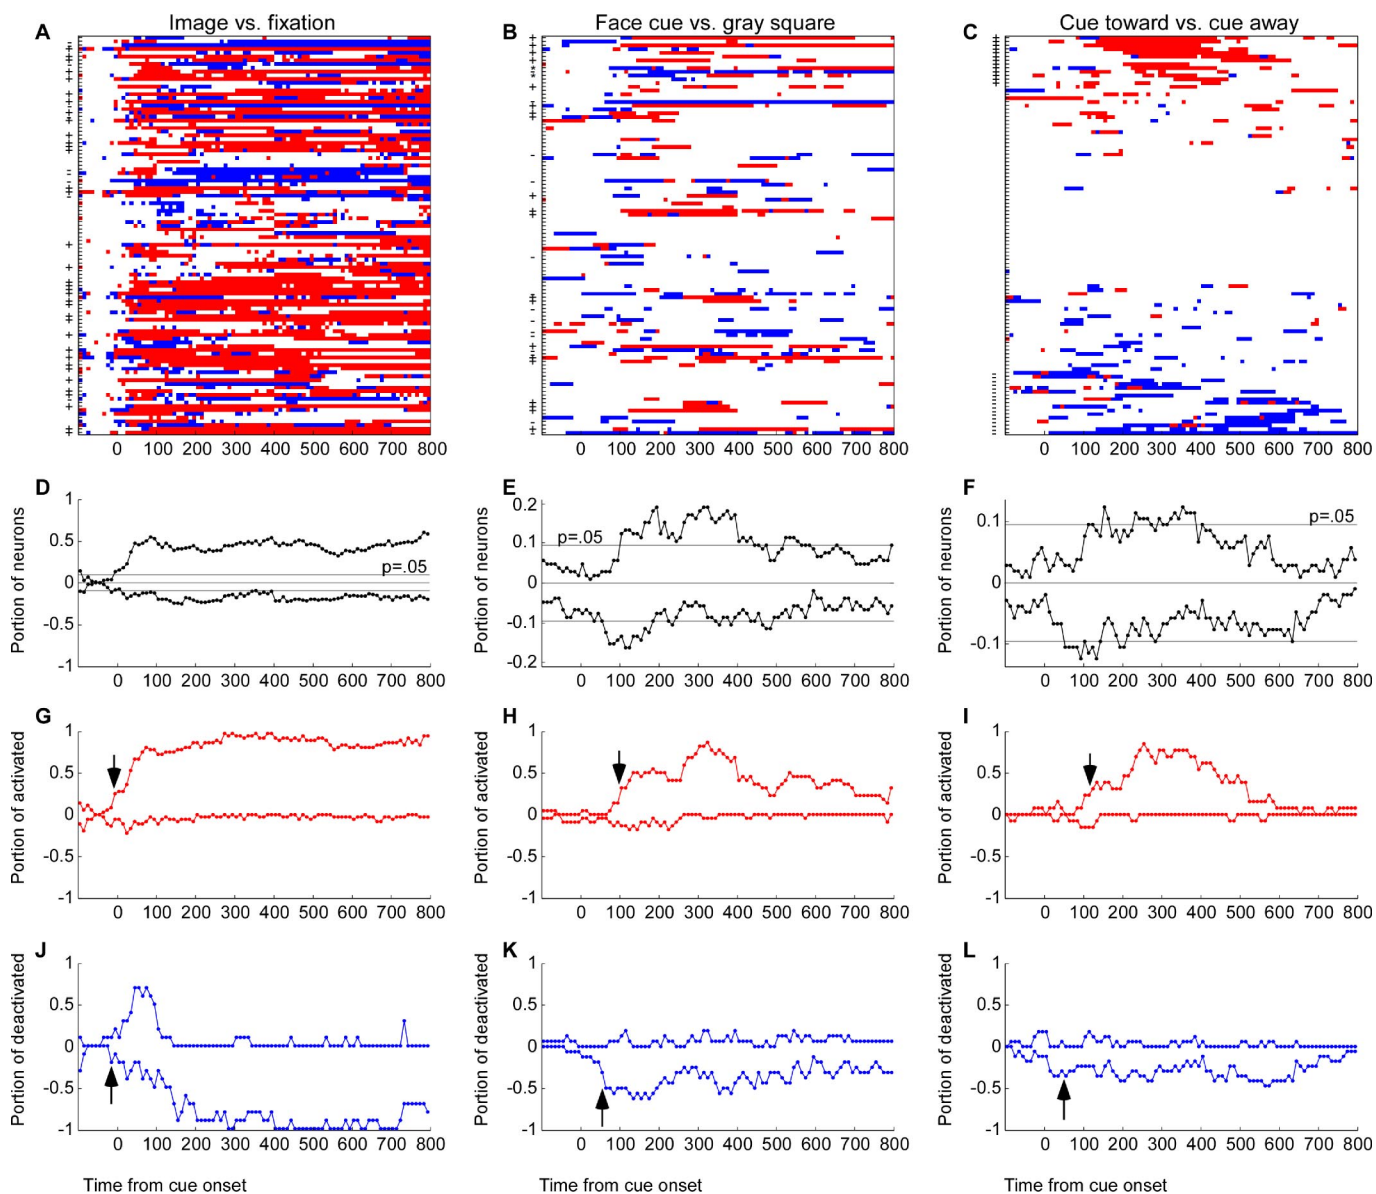 A Image vs. fixation
B Face cue vs. gray square
C Cue toward vs. cue away
0 100 200 300 400 500 600 700 800
0 100 200 300 400 500 600 700 800
0 100 200 300 400 500 600 700 800
D
Portion of neurons
1
0.5
0
-0.5
-1
p=.05
0 100 200 300 400 500 600 700 800
E
Portion of neurons
0.2
0.1
0
-0.1
-0.2
p=.05
0 100 200 300 400 500 600 700 800
F
Portion of neurons
0.1
0
-0.1
p=.05
0 100 200 300 400 500 600 700 800
G
Portion of activated
1
0.5
0
-0.5
-1
0 100 200 300 400 500 600 700 800
H
Portion of activated
1
0.5
0
-0.5
-1
0 100 200 300 400 500 600 700 800
I
Portion of activated
1
0.5
0
-0.5
-1
0 100 200 300 400 500 600 700 800
J
Portion of deactivated
1
0.5
0
-0.5
-1
0 100 200 300 400 500 600 700 800
K
Portion of deactivated
1
0.5
0
-0.5
-1
0 100 200 300 400 500 600 700 800
L
Portion of deactivated
1
0.5
0
-0.5
-1
0 100 200 300 400 500 600 700 800
Time from cue onset
Time from cue onset
Time from cue onset